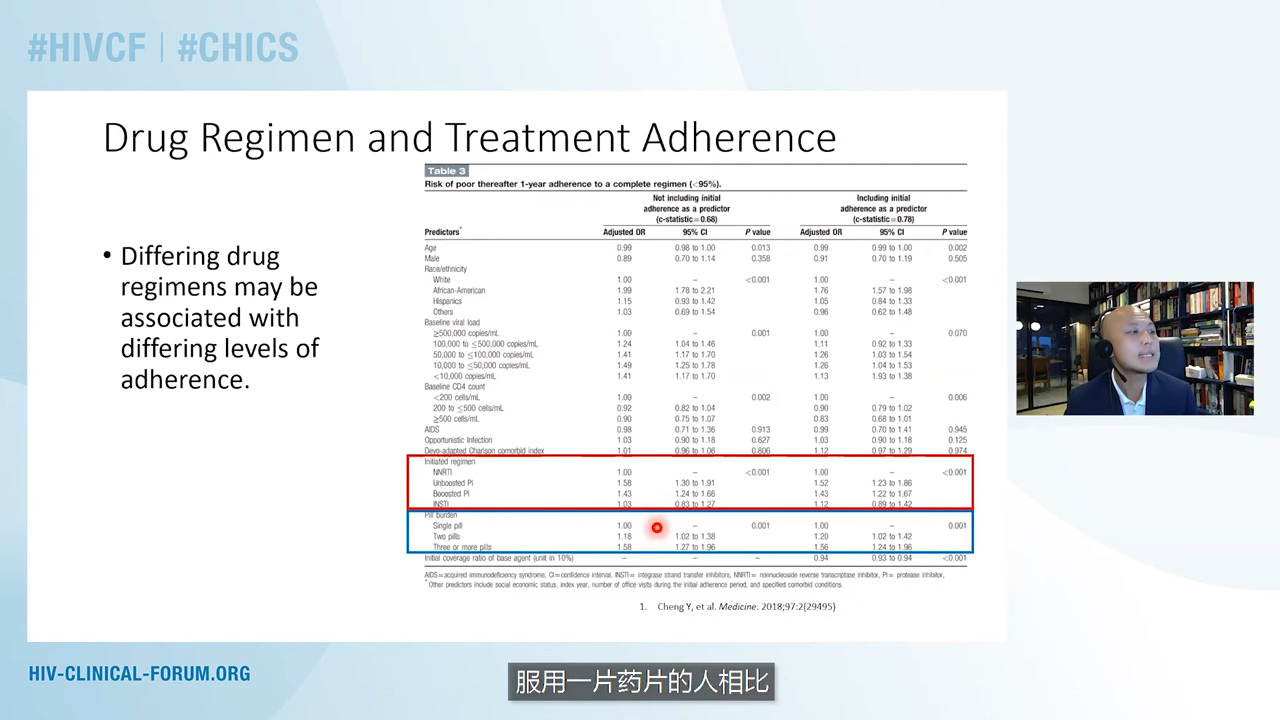 #HIVCF | #CHICS
Drug Regimen and Treatment Adherence
• Differing drug
regimens may be
associated with
differing levels of
adherence.
Table 3
Risk of poor thereafter 1-year adherence to a complete regimen (<95%).
Not including initial Including initial
adherence as a predictor adherence as a predictor
(c-statistic=0.68) (c-statistic=0.78)
Predictors* Adjusted OR 95% CI P value Adjusted OR 95% CI P value
Age 0.99 0.98 to 1.00 0.013 0.99 0.99 to 1.00 0.002
Male 0.89 0.70 to 1.14 0.358 0.91 0.70 to 1.19 0.505
Race/ethnicity
White 1.00 – <0.001 1.00 – <0.001
African-American 1.99 1.78 to 2.21 1.76 1.57 to 1.98
Hispanics 1.15 0.93 to 1.42 1.05 0.84 to 1.33
Others 1.03 0.69 to 1.54 0.96 0.62 to 1.48
Baseline viral load
≥500,000 copies/mL 1.00 – 0.001 1.00 – 0.070
100,000 to ≤500,000 copies/mL 1.24 1.04 to 1.46 1.11 0.92 to 1.33
50,000 to ≤100,000 copies/mL 1.41 1.17 to 1.70 1.26 1.03 to 1.54
10,000 to ≤50,000 copies/mL 1.49 1.25 to 1.78 1.26 1.04 to 1.53
<10,000 copies/mL 1.41 1.17 to 1.70 1.13 1.93 to 1.38
Baseline CD4 count
<200 cells/mL 1.00 – 0.002 1.00 – 0.006
200 to ≤500 cells/mL 0.92 0.82 to 1.04 0.90 0.79 to 1.02
≥500 cells/mL 0.90 0.75 to 1.07 0.83 0.68 to 1.01
AIDS 0.98 0.71 to 1.36 0.913 0.99 0.70 to 1.41 0.945
Opportunistic Infection 1.03 0.90 to 1.18 0.627 1.03 0.90 to 1.18 0.125
Deyo-adapted Charlson comorbid index 1.01 0.96 to 1.06 0.806 1.12 0.97 to 1.29 0.974
Initiated regimen
NNRTI 1.00 – <0.001 1.00 – <0.001
Unboosted PI 1.58 1.30 to 1.91 1.52 1.23 to 1.86
Booosted PI 1.43 1.24 to 1.66 1.43 1.22 to 1.67
INSTI 1.03 0.83 to 1.27 1.12 0.89 to 1.42
Pill burden
Single pill 1.00 – 0.001 1.00 – 0.001
Two pills 1.18 1.02 to 1.38 1.20 1.02 to 1.42
Three or more pills 1.58 1.27 to 1.96 1.56 1.24 to 1.96
Initial coverage ratio of base agent (unit in 10%) – – – 0.94 0.93 to 0.94 <0.001
AIDS=acquired immunodeficiency syndrome, CI=confidence interval, INSTI= integrase strand transfer inhibitors, NNRTI= nonnucleoside reverse transcriptase inhibitor, PI= protease inhibitor,
*Other predictors include social economic status, index year, number of office visits during the initial adherence period, and specified comorbid conditions.
1. Cheng Y, et al. Medicine. 2018;97:2(29495)
HIV-CLINICAL-FORUM.ORG
服用一片药片的人相比